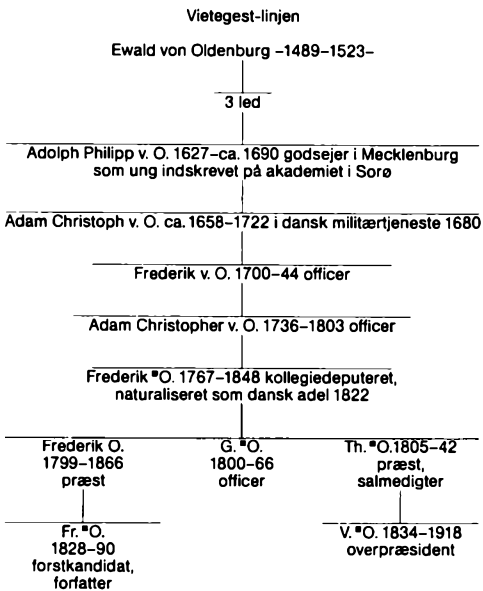 Vietegest-linjen
Ewald von Oldenburg –1489–1523–
3 led
Adolph Philipp v. O. 1627–ca. 1690 godsejer i Mecklenburg
som ung indskrevet på akademiet i Sorø
Adam Christoph v. O. ca. 1658–1722 i dansk militærtjeneste 1680
Frederik v. O. 1700–44 officer
Adam Christopher v. O. 1736–1803 officer
Frederik ■O. 1767–1848 kollegiedeputeret,
naturaliseret som dansk adel 1822
Frederik O.
1799–1866
præst
G. ■O.
1800–66
officer
Th. ■O.1805–42
præst,
salmedigter
Fr. ■O.
1828–90
forstkandidat,
forfatter
V. ■O. 1834–1918
overpræsident